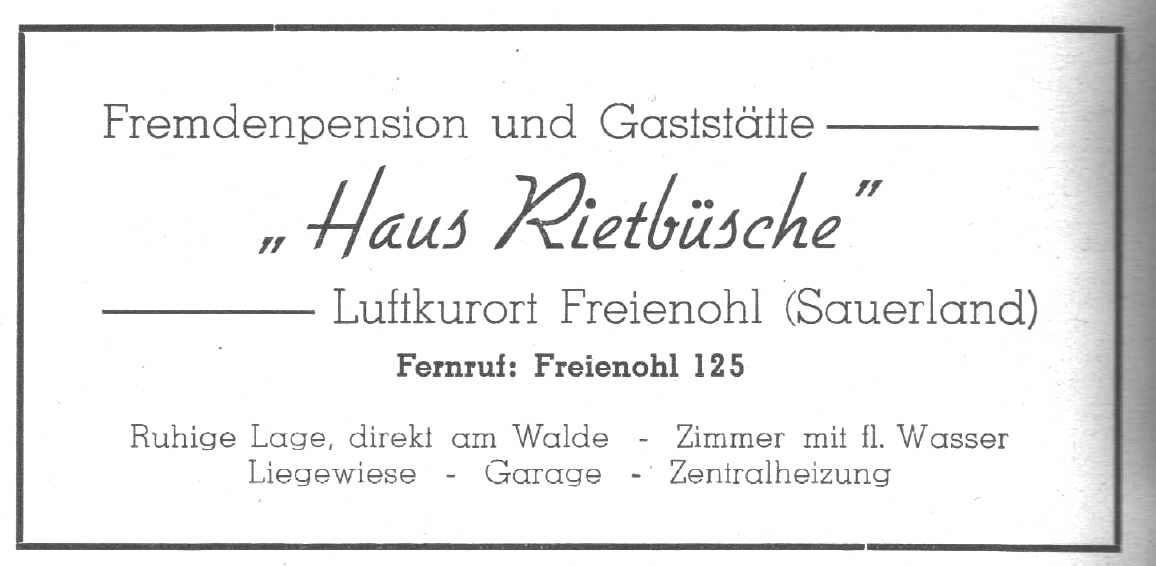 Fremdenpension und Gaststätte
„Haus Rietbüsche”
Luftkurort Freienohl (Sauerland)
Fernruf: Freienohl 125
Ruhige Lage, direkt am Walde - Zimmer mit fl. Wasser
Liegewiese - Garage - Zentralheizung